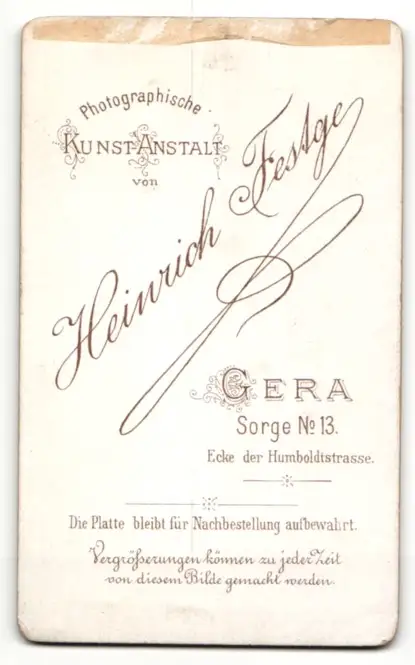 Photographische
KUNST-ANSTALT
von
Heinrich Festge
GERA
Sorge No 13.
Ecke der Humboldtstrasse.
Die Platte bleibt für Nachbestellung aufbewahrt.
Vergrößerungen können zu jeder Zeit
von diesem Bilde gemacht werden.